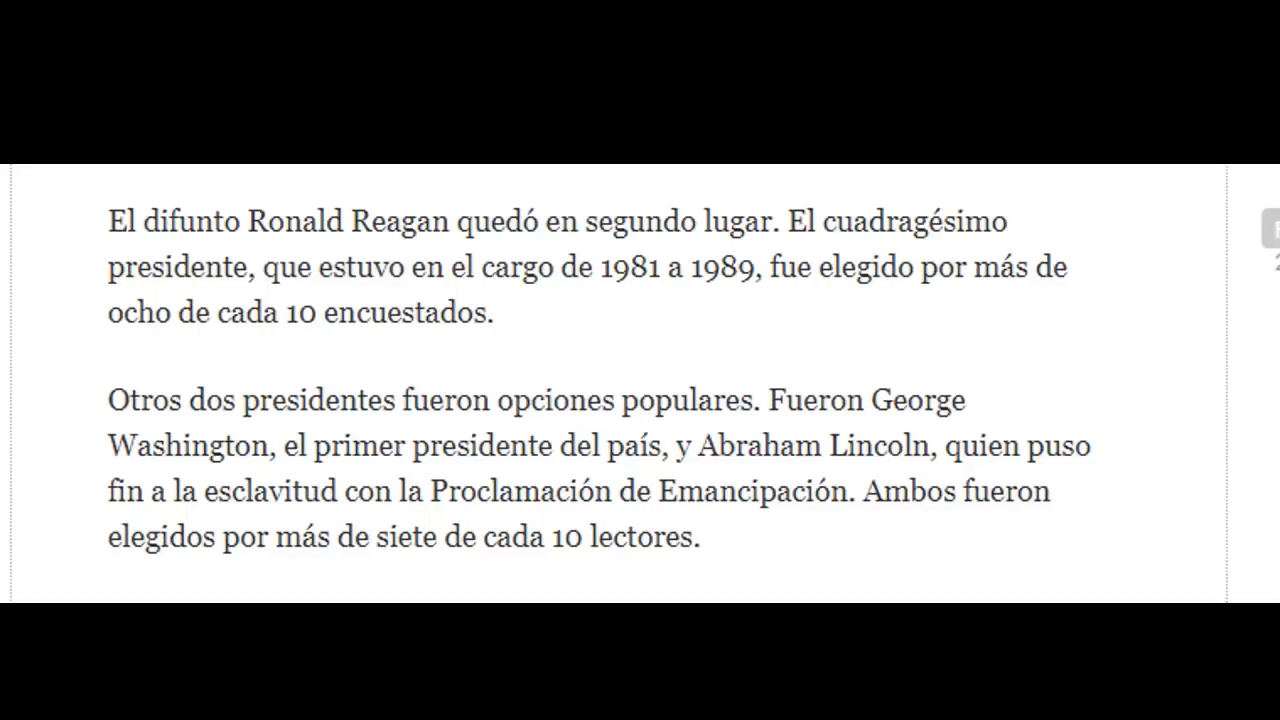 El difunto Ronald Reagan quedó en segundo lugar. El cuadragésimo
presidente, que estuvo en el cargo de 1981 a 1989, fue elegido por más de
ocho de cada 10 encuestados.
Otros dos presidentes fueron opciones populares. Fueron George
Washington, el primer presidente del país, y Abraham Lincoln, quien puso
fin a la esclavitud con la Proclamación de Emancipación. Ambos fueron
elegidos por más de siete de cada 10 lectores.